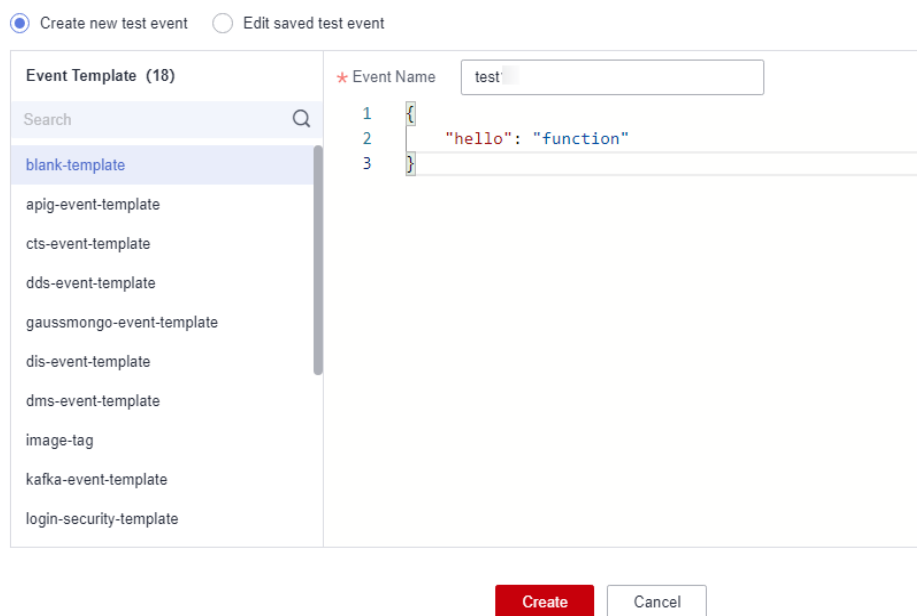 Create new test event Edit saved test event
Event Template (18)
Search
blank-template
apig-event-template
cts-event-template
dds-event-template
gaussmongo-event-template
dis-event-template
dms-event-template
image-tag
kafka-event-template
login-security-template
* Event Name test
1 {
2 "hello": "function"
3 }
Create Cancel